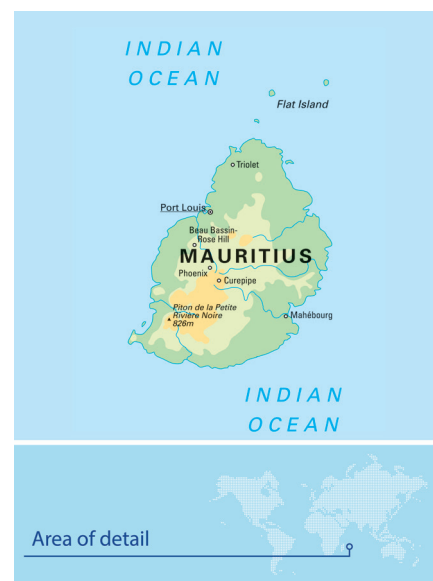 INDIAN
OCEAN
Flat Island
Triolet
Port Louis
Beau Bassin-
Rose Hill
MAURITIUS
Phoenix
Curepipe
Piton de la Petite
Rivière Noire
826m
Mahébourg
INDIAN
OCEAN
Area of detail